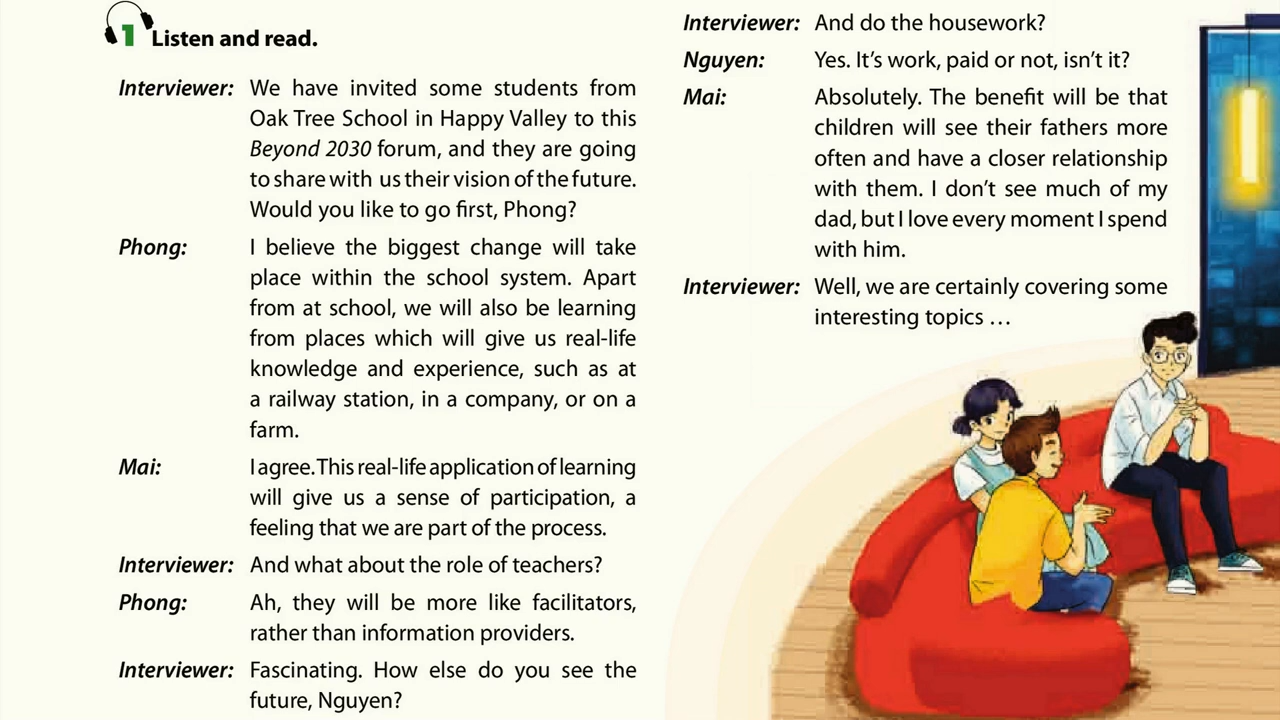 1 Listen and read.
Interviewer: We have invited some students from
Oak Tree School in Happy Valley to this
Beyond 2030 forum, and they are going
to share with us their vision of the future.
Would you like to go first, Phong?
Phong: I believe the biggest change will take
place within the school system. Apart
from at school, we will also be learning
from places which will give us real-life
knowledge and experience, such as at
a railway station, in a company, or on a
farm.
Mai: I agree. This real-life application of learning
will give us a sense of participation, a
feeling that we are part of the process.
Interviewer: And what about the role of teachers?
Phong: Ah, they will be more like facilitators,
rather than information providers.
Interviewer: Fascinating. How else do you see the
future, Nguyen?
Interviewer: And do the housework?
Nguyen: Yes. It’s work, paid or not, isn’t it?
Mai: Absolutely. The benefit will be that
children will see their fathers more
often and have a closer relationship
with them. I don’t see much of my
dad, but I love every moment I spend
with him.
Interviewer: Well, we are certainly covering some
interesting topics …